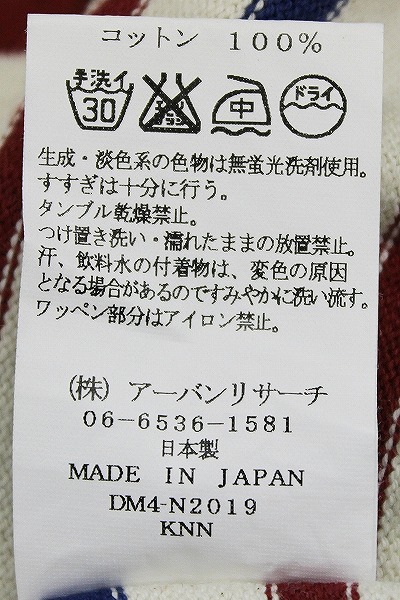 コットン 100%
手洗イ 30 エンソサラシ 中 ドライ
生成・淡色系の色物は無蛍光洗剤使用。
すすぎは十分に行う。
タンブル乾燥禁止。
つけ置き洗い・濡れたままの放置禁止。
汗、飲料水の付着物は、変色の原因
となる場合があるのですみやかに洗い流す。
ワッペン部分はアイロン禁止。
(株) アーバンリサーチ
06-6536-1581
日本製
MADE IN JAPAN
DM4-N2019
KNN